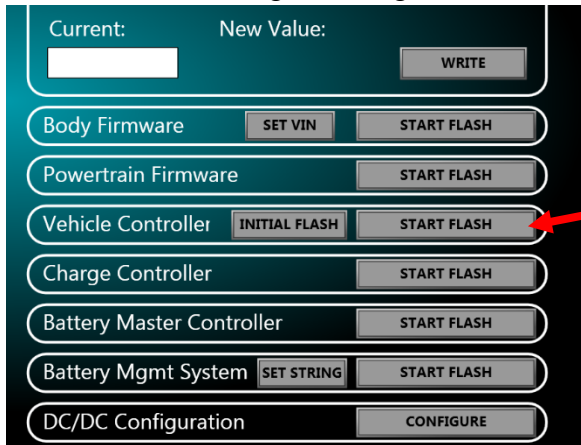 Current: New Value:
WRITE
Body Firmware SET VIN START FLASH
Powertrain Firmware START FLASH
Vehicle Controller INITIAL FLASH START FLASH
Charge Controller START FLASH
Battery Master Controller START FLASH
Battery Mgmt System SET STRING START FLASH
DC/DC Configuration CONFIGURE